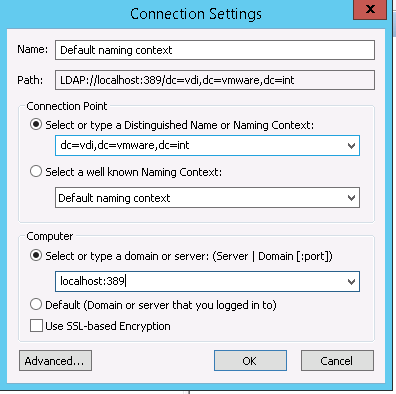 Connection Settings
x
Name: Default naming context
Path: LDAP://localhost:389/dc=vdi,dc=vmware,dc=int
Connection Point
Select or type a Distinguished Name or Naming Context:
dc=vdi,dc=vmware,dc=int
Select a well known Naming Context:
Default naming context
Computer
Select or type a domain or server: (Server | Domain [:port])
localhost:389
Default (Domain or server that you logged in to)
Use SSL-based Encryption
Advanced... OK Cancel